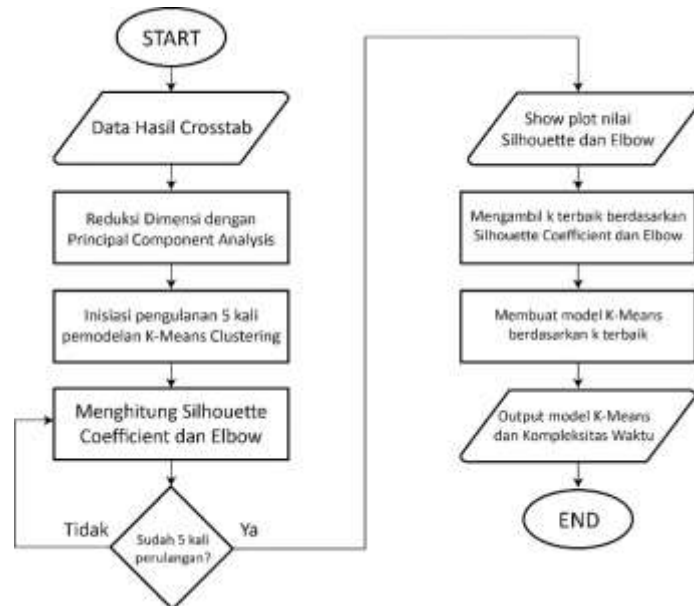 START
Data Hasil Crosstab
Reduksi Dimensi dengan
Principal Component Analysis
Inisiasi pengulanan 5 kali
pemodelan K-Means Clustering
Menghitung Silhouette
Coefficient dan Elbow
Tidak
Sudah 5 kali
perulangan?
Ya
Show plot nilai
Silhouette dan Elbow
Mengambil k terbaik berdasarkan
Silhouette Coefficient dan Elbow
Membuat model K-Means
berdasarkan k terbaik
Output model K-Means
dan Kompleksitas Waktu
END